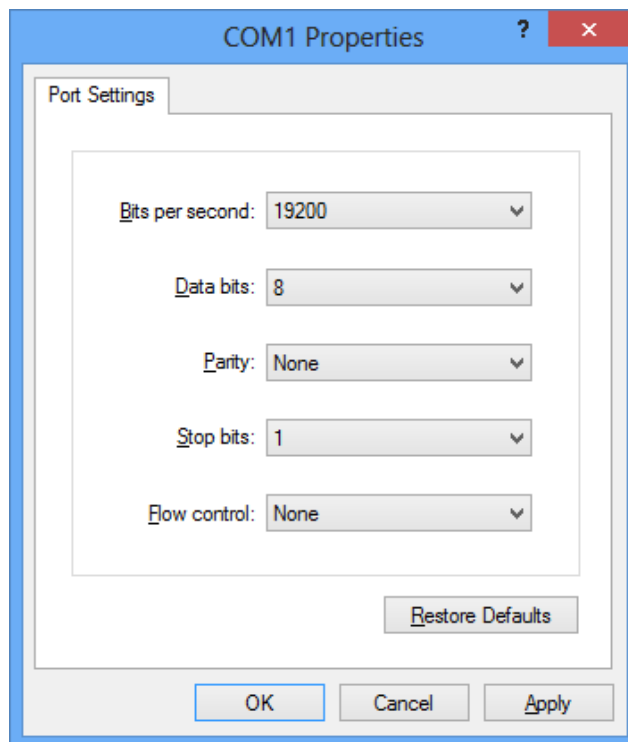 COM1 Properties ?
Port Settings
Bits per second: 19200
Data bits: 8
Parity: None
Stop bits: 1
Flow control: None
Restore Defaults
OK Cancel Apply